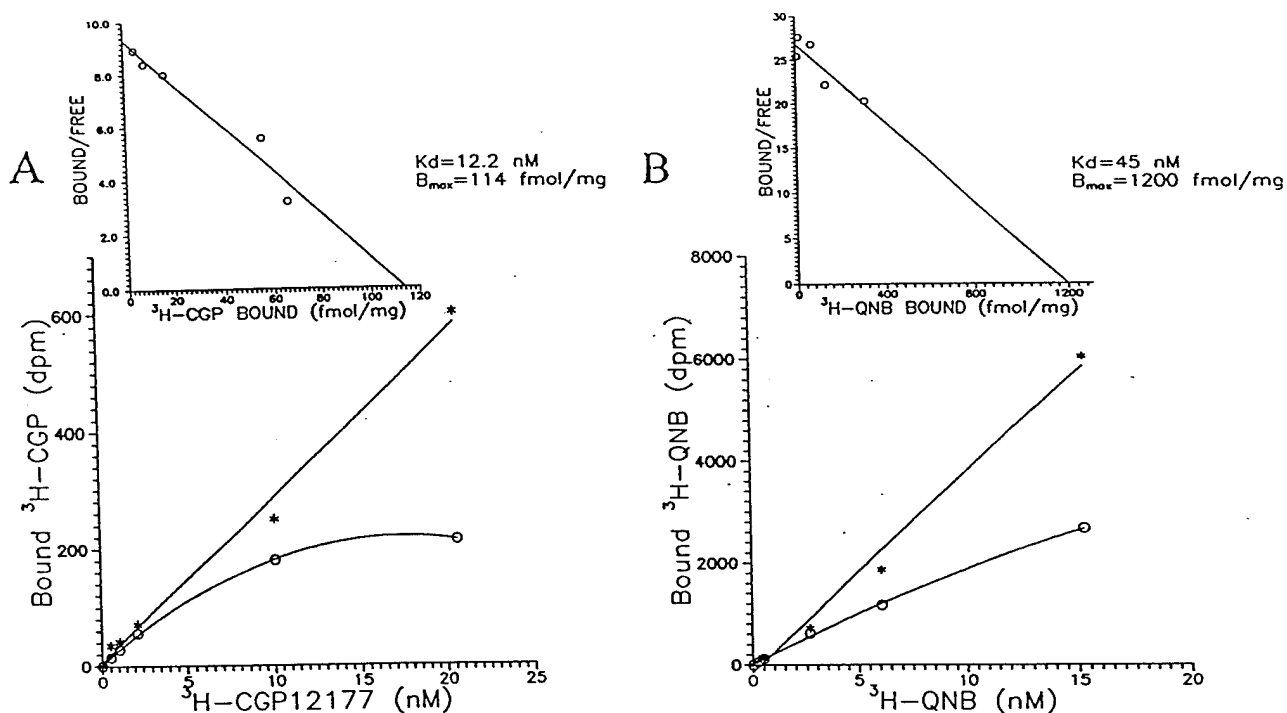 A
10.0
8.0
6.0
4.0
2.0
0.0
BOUND/FREE
0 20 40 60 80 100 120
³H-CGP BOUND (fmol/mg)
Kd=12.2 nM
Bmax=114 fmol/mg
600
400
200
0
Bound ³H-CGP (dpm)
0 5 10 15 20 25
³H-CGP12177 (nM)
B
30
25
20
15
10
5
0
BOUND/FREE
0 400 800 1200
³H-QNB BOUND (fmol/mg)
Kd=45 nM
Bmax=1200 fmol/mg
8000
6000
4000
2000
0
Bound ³H-QNB (dpm)
0 5 10 15 20
³H-QNB (nM)